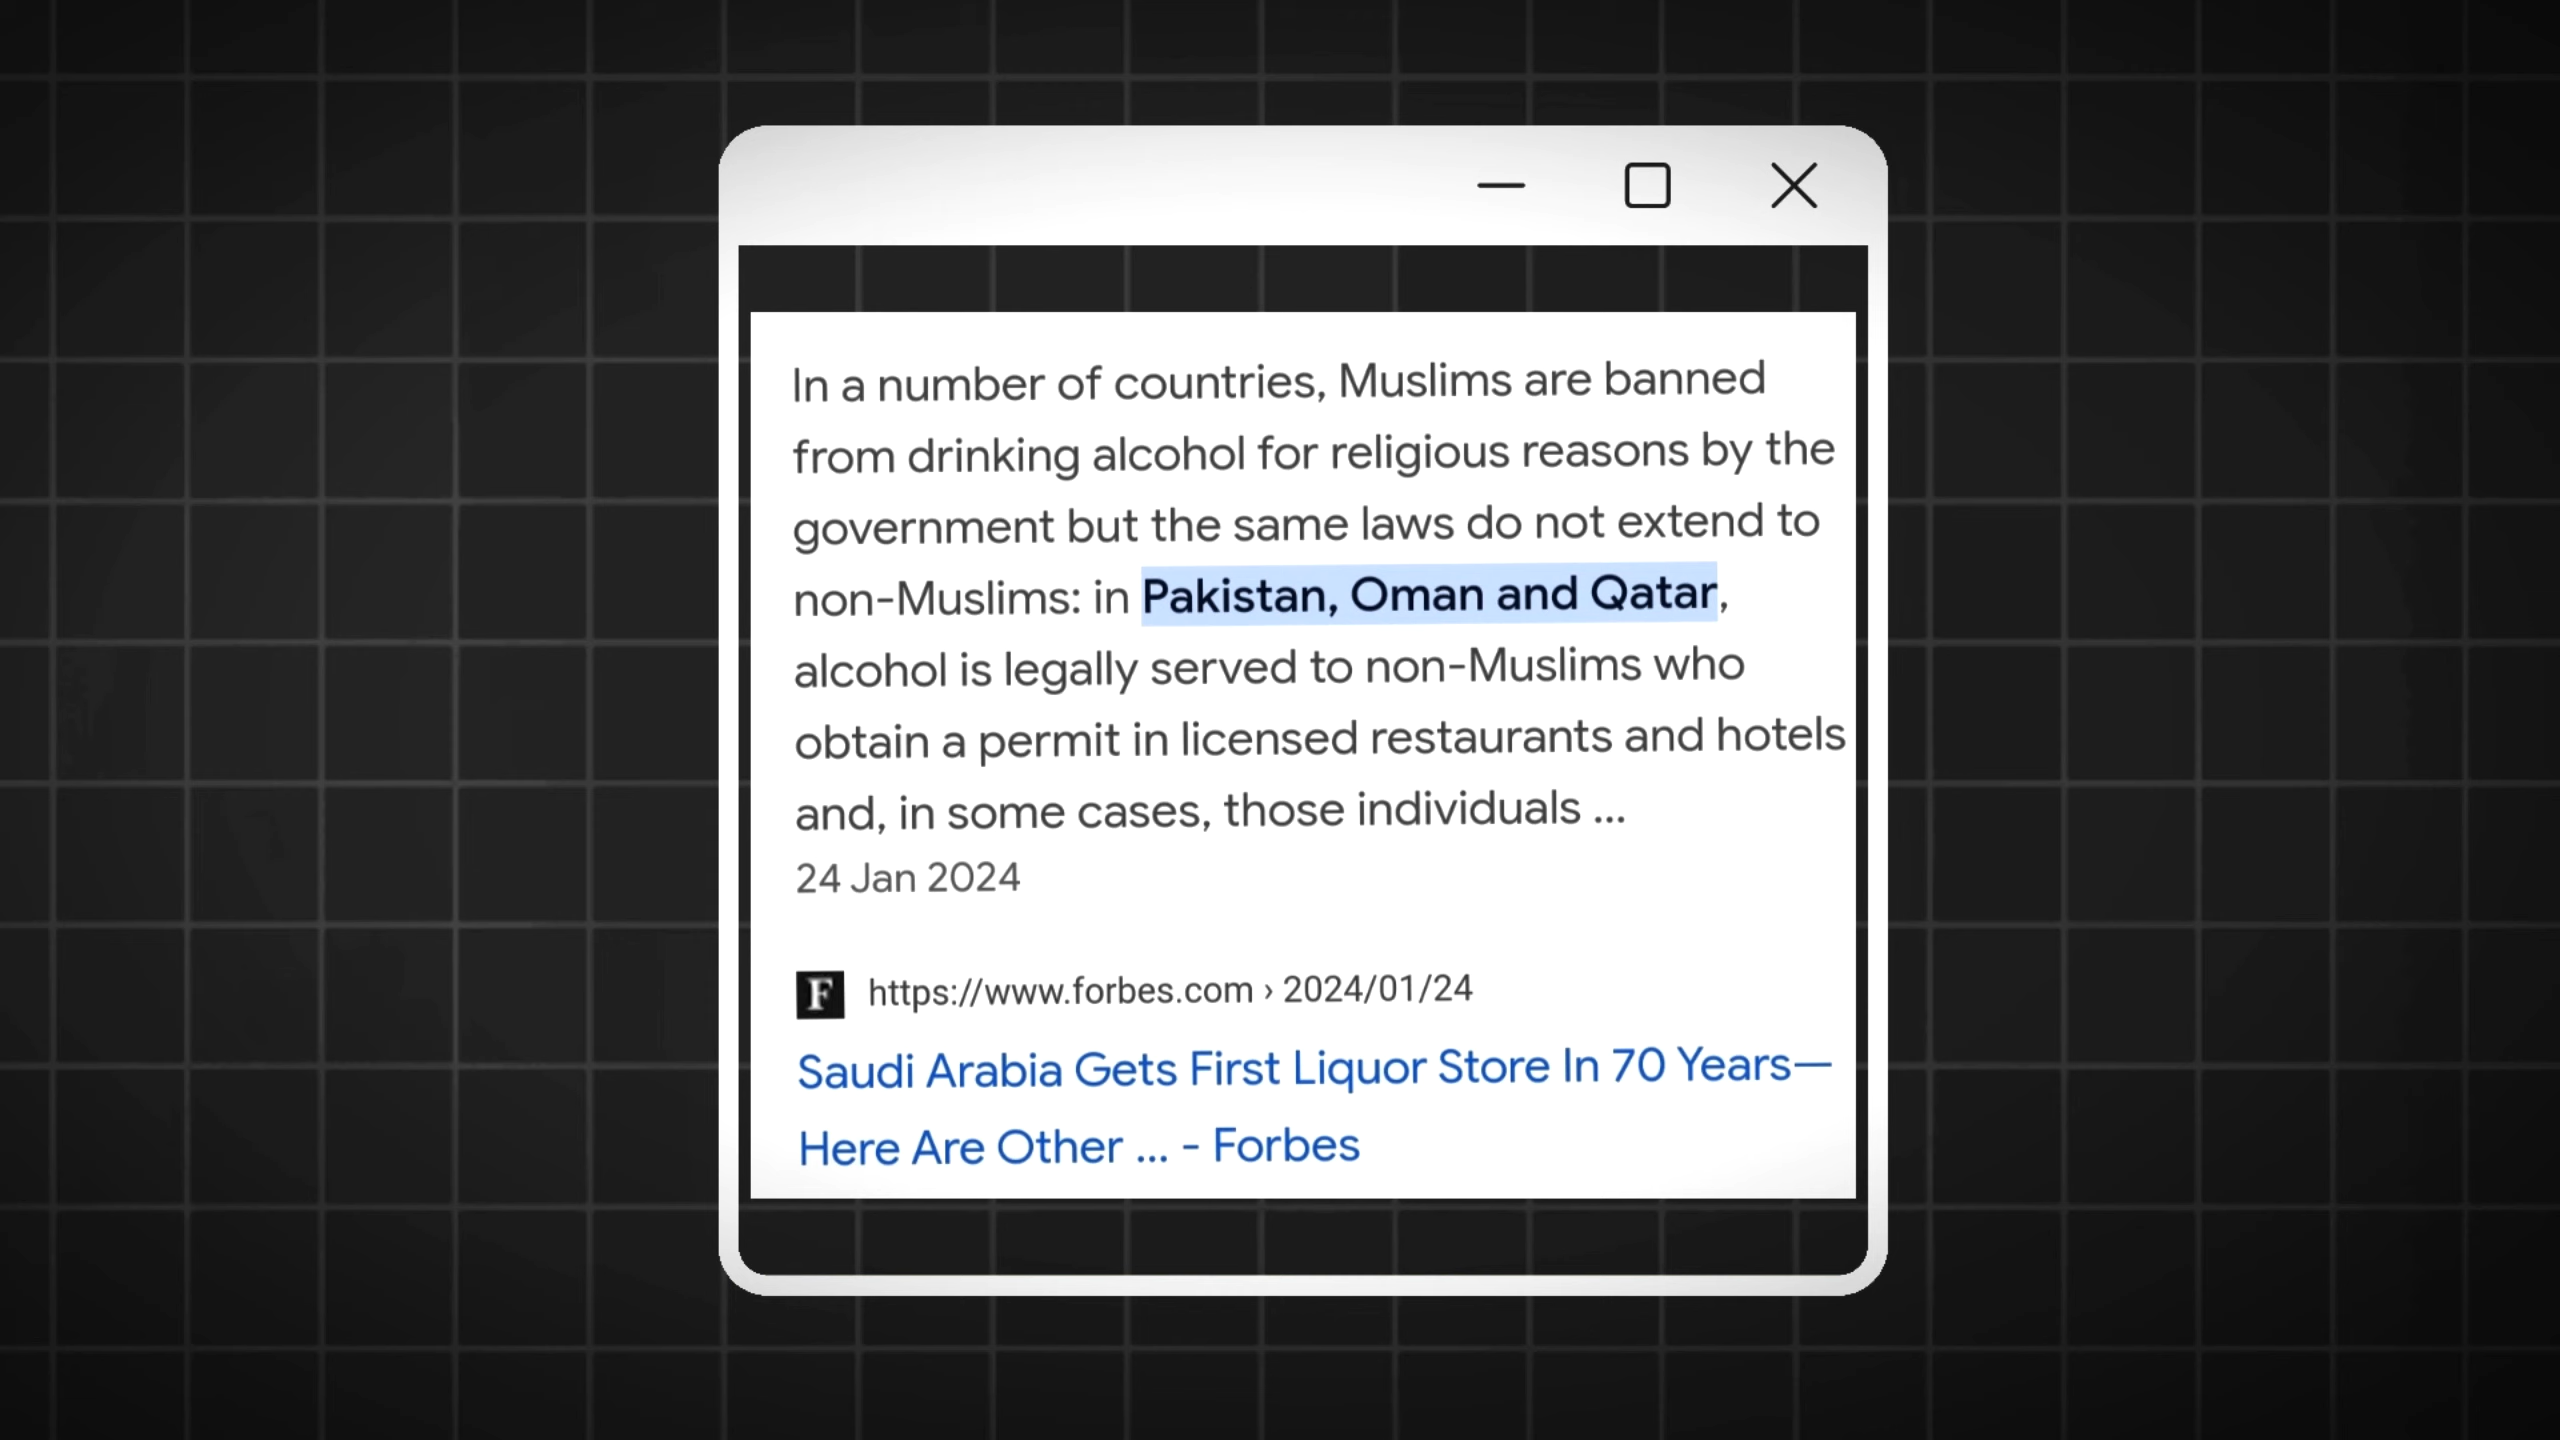 In a number of countries, Muslims are banned
from drinking alcohol for religious reasons by the
government but the same laws do not extend to
non-Muslims: in Pakistan, Oman and Qatar,
alcohol is legally served to non-Muslims who
obtain a permit in licensed restaurants and hotels
and, in some cases, those individuals ...
24 Jan 2024
F https://www.forbes.com › 2024/01/24
Saudi Arabia Gets First Liquor Store In 70 Years—
Here Are Other ... - Forbes